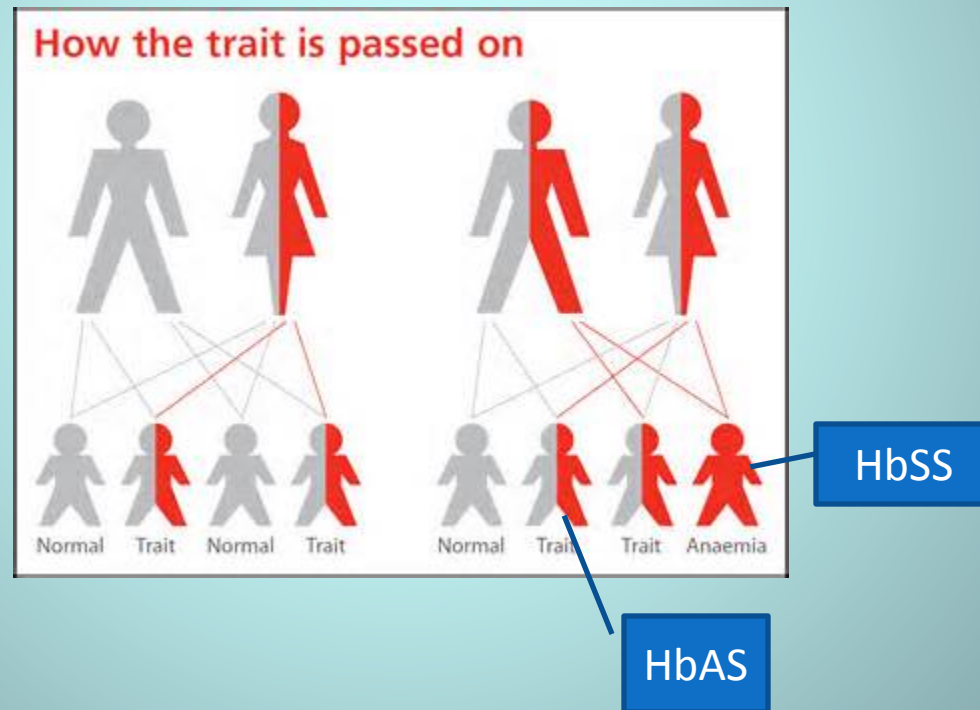 How the trait is passed on
Normal Trait Normal Trait Normal Trait Trait Anaemia
HbSS
HbAS